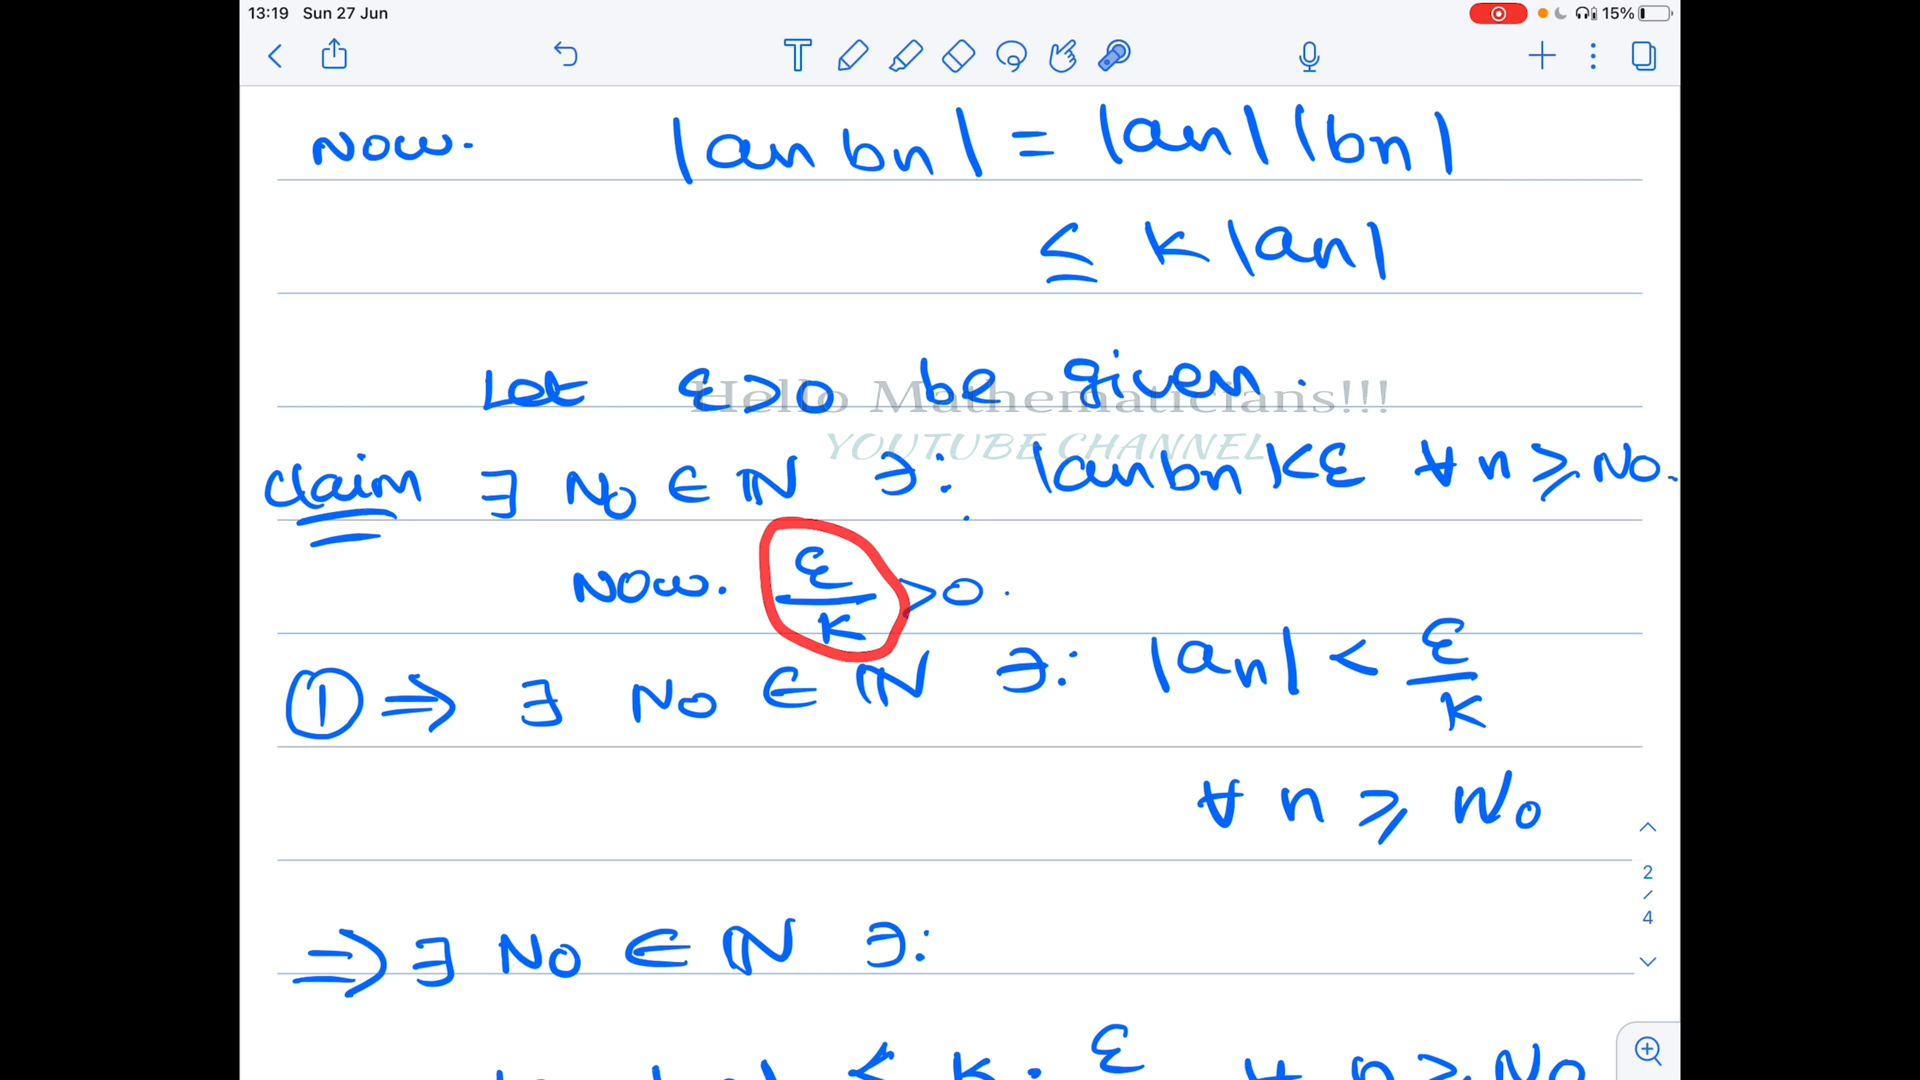 13:19 Sun 27 Jun 15%
Now. |an bn| = |an| |bn|
≤ k |an|
Let ε>0 be given.
Hello Mathematicians!!!
YOUTUBE CHANNEL
claim ∃ N0 ∈ ℕ ∋: |an bn|<ε ∀ n ≥ N0.
Now. ε/k >0.
① ⇒ ∃ N0 ∈ ℕ ∋: |an| < ε/k
∀ n ≥ N0
⇒ ∃ N0 ∈ ℕ ∋:
2/4
< k. ε ∀ n ≥ N0